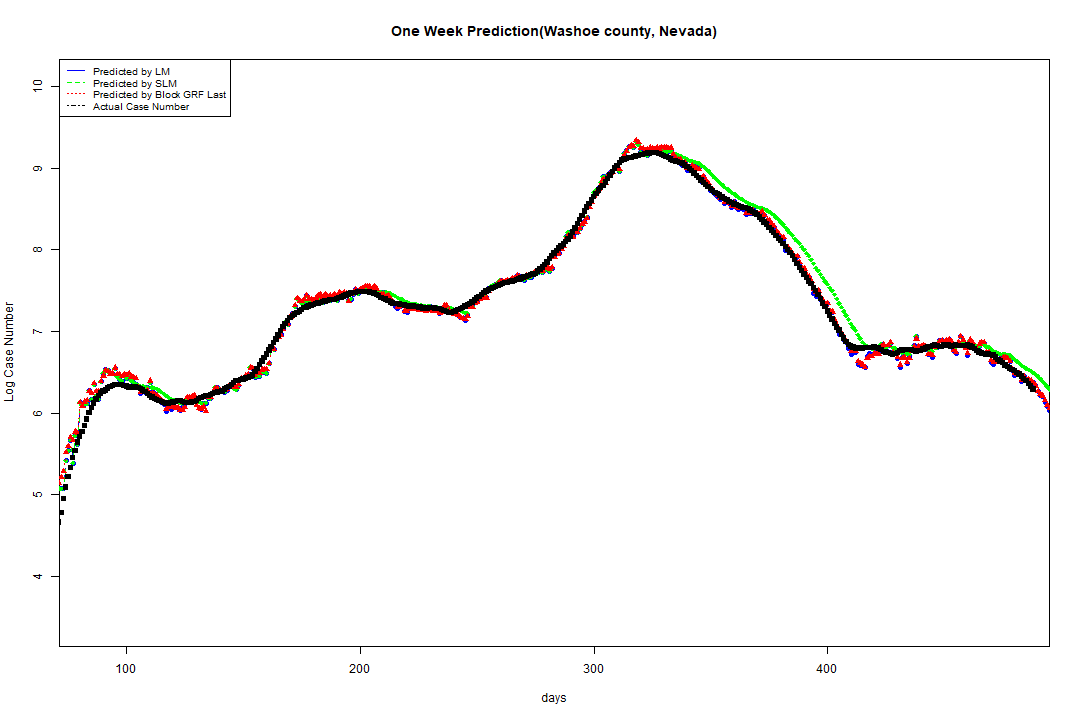 One Week Prediction(Washoe county, Nevada)
Predicted by LM
Predicted by SLM
Predicted by Block GRF Last
Actual Case Number
10
9
8
7
6
5
4
Log Case Number
100 200 300 400
days